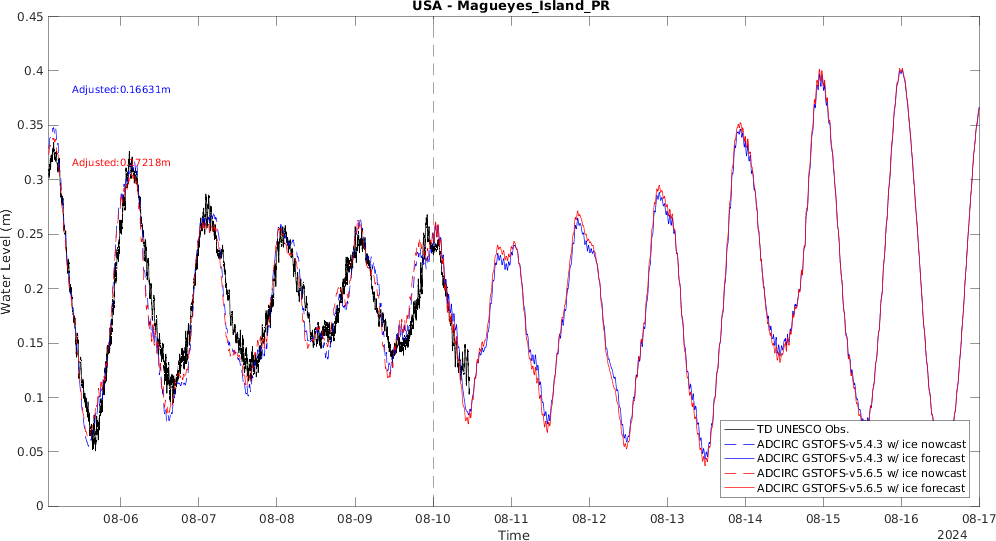 USA - Magueyes_Island_PR
0.45
0.4
0.35
0.3
0.25
0.2
0.15
0.1
0.05
0
Water Level (m)
Adjusted:0.16631m
Adjusted:0.17218m
TD UNESCO Obs.
ADCIRC GSTOFS-v5.4.3 w/ ice nowcast
ADCIRC GSTOFS-v5.4.3 w/ ice forecast
ADCIRC GSTOFS-v5.6.5 w/ ice nowcast
ADCIRC GSTOFS-v5.6.5 w/ ice forecast
08-06 08-07 08-08 08-09 08-10 08-11 08-12 08-13 08-14 08-15 08-16 08-17
Time
2024